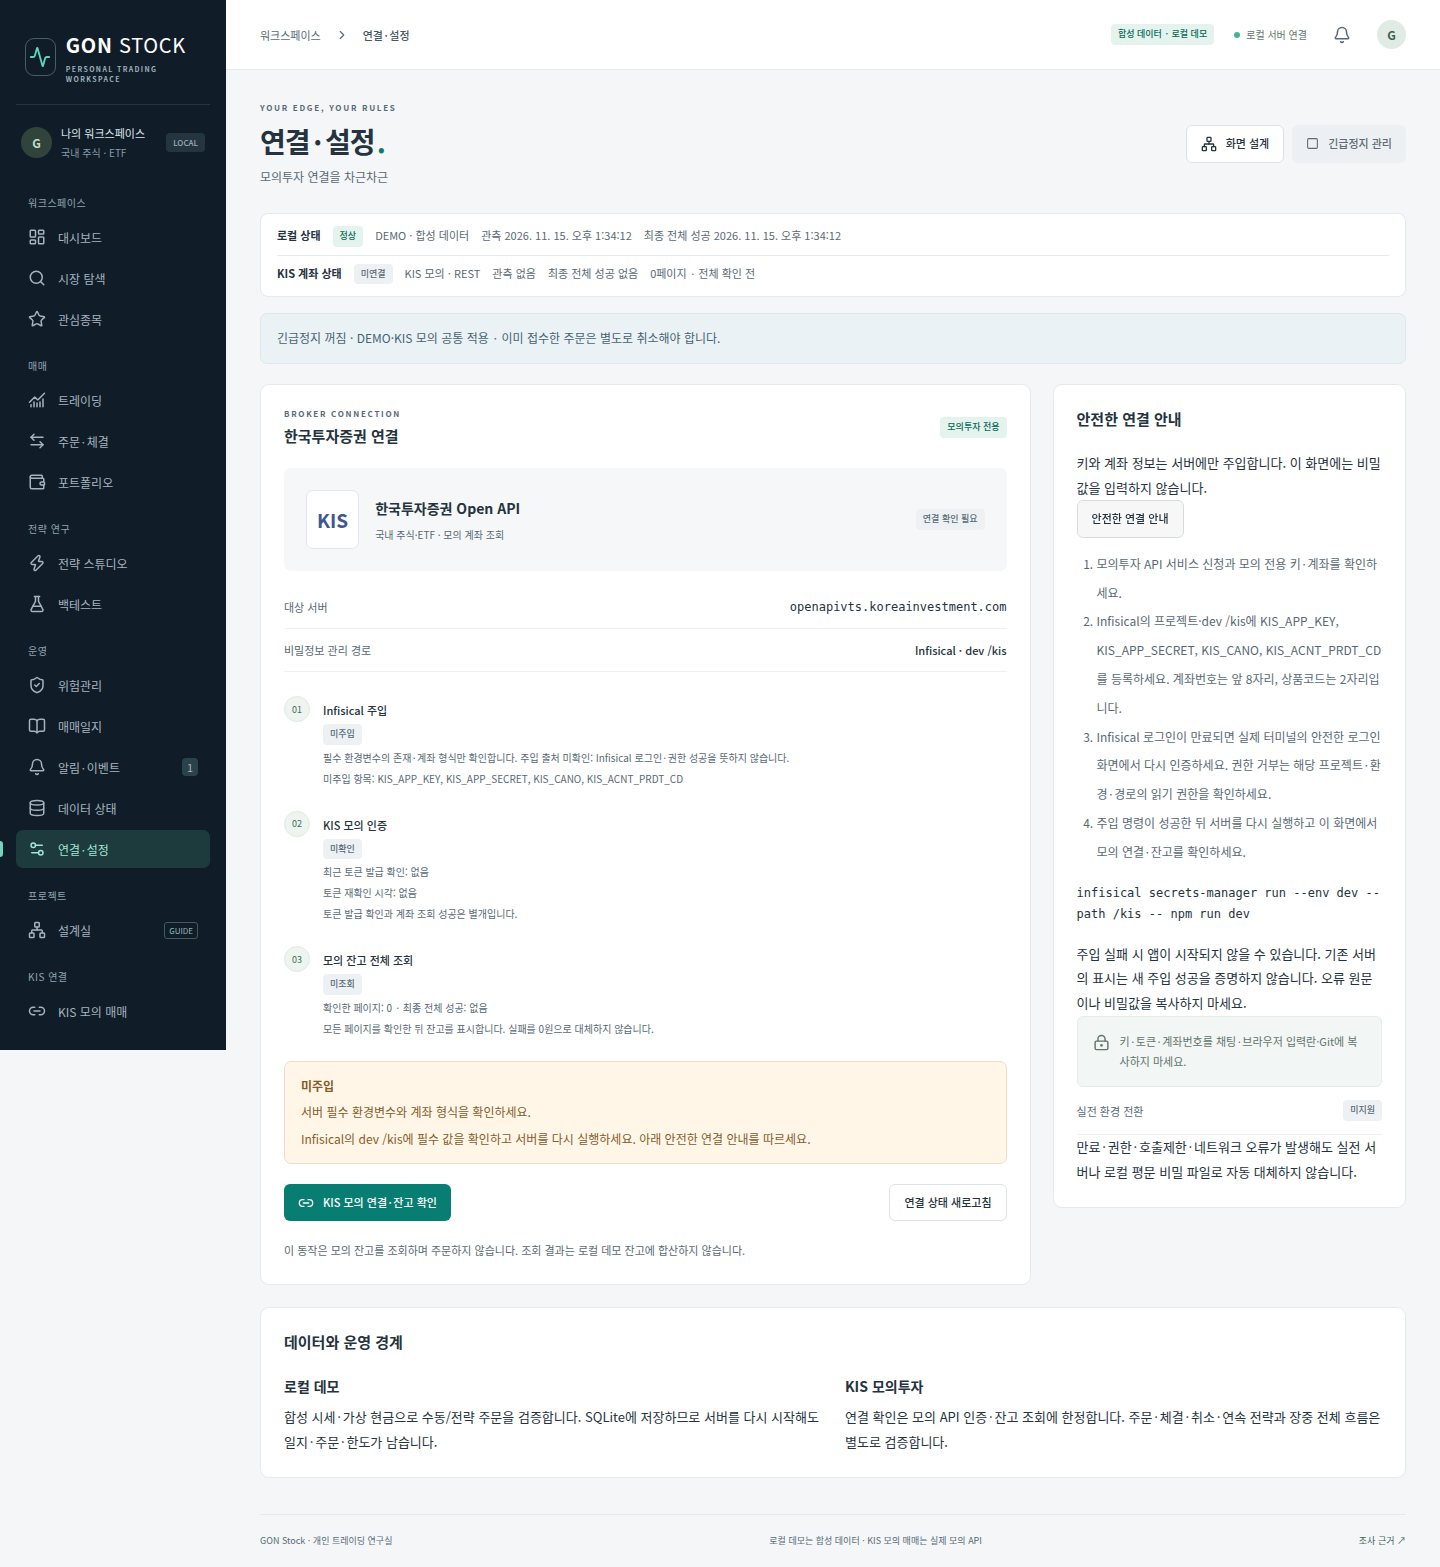 GON STOCK
PERSONAL TRADING
WORKSPACE
G
나의 워크스페이스
국내 주식 · ETF
LOCAL
워크스페이스
대시보드
시장 탐색
관심종목
매매
트레이딩
주문·체결
포트폴리오
전략 연구
전략 스튜디오
백테스트
운영
위험관리
매매일지
알림·이벤트
1
데이터 상태
연결·설정
프로젝트
설계실
GUIDE
KIS 연결
KIS 모의 매매
워크스페이스
연결·설정
합성 데이터 · 로컬 데모
로컬 서버 연결
G
YOUR EDGE, YOUR RULES
연결·설정.
모의투자 연결을 차근차근
화면 설계
긴급정지 관리
로컬 상태 정상 DEMO · 합성 데이터 관측 2026. 11. 15. 오후 1:34:12 최종 전체 성공 2026. 11. 15. 오후 1:34:12
KIS 계좌 상태 미연결 KIS 모의 · REST 관측 없음 최종 전체 성공 없음 0페이지 · 전체 확인 전
긴급정지 꺼짐 · DEMO·KIS 모의 공통 적용 · 이미 접수한 주문은 별도로 취소해야 합니다.
BROKER CONNECTION
한국투자증권 연결
모의투자 전용
KIS
한국투자증권 Open API
국내 주식·ETF · 모의 계좌 조회
연결 확인 필요
대상 서버
openapivts.koreainvestment.com
비밀정보 관리 경로
Infisical · dev /kis
01
Infisical 주입
미주입
필수 환경변수의 존재·계좌 형식만 확인합니다. 주입 출처 미확인: Infisical 로그인·권한 성공을 뜻하지 않습니다.
미주입 항목: KIS_APP_KEY, KIS_APP_SECRET, KIS_CANO, KIS_ACNT_PRDT_CD
02
KIS 모의 인증
미확인
최근 토큰 발급 확인: 없음
토큰 재확인 시각: 없음
토큰 발급 확인과 계좌 조회 성공은 별개입니다.
03
모의 잔고 전체 조회
미조회
확인한 페이지: 0 · 최종 전체 성공: 없음
모든 페이지를 확인한 뒤 잔고를 표시합니다. 실패를 0원으로 대체하지 않습니다.
미주입
서버 필수 환경변수와 계좌 형식을 확인하세요.
Infisical의 dev /kis에 필수 값을 확인하고 서버를 다시 실행하세요. 아래 안전한 연결 안내를 따르세요.
KIS 모의 연결·잔고 확인
연결 상태 새로고침
이 동작은 모의 잔고를 조회하며 주문하지 않습니다. 조회 결과는 로컬 데모 잔고에 합산하지 않습니다.
안전한 연결 안내
키와 계좌 정보는 서버에만 주입합니다. 이 화면에는 비밀
값을 입력하지 않습니다.
안전한 연결 안내
1. 모의투자 API 서비스 신청과 모의 전용 키·계좌를 확인하
세요.
2. Infisical의 프로젝트·dev /kis에 KIS_APP_KEY,
KIS_APP_SECRET, KIS_CANO, KIS_ACNT_PRDT_CD
를 등록하세요. 계좌번호는 앞 8자리, 상품코드는 2자리입
니다.
3. Infisical 로그인이 만료되면 실제 터미널의 안전한 로그인
화면에서 다시 인증하세요. 권한 거부는 해당 프로젝트·환
경·경로의 읽기 권한을 확인하세요.
4. 주입 명령이 성공한 뒤 서버를 다시 실행하고 이 화면에서
모의 연결·잔고를 확인하세요.
infisical secrets-manager run --env dev --
path /kis -- npm run dev
주입 실패 시 앱이 시작되지 않을 수 있습니다. 기존 서버
의 표시는 새 주입 성공을 증명하지 않습니다. 오류 원문
이나 비밀값을 복사하지 마세요.
키·토큰·계좌번호를 채팅·브라우저 입력란·Git에 복
사하지 마세요.
실전 환경 전환
미지원
만료·권한·호출제한·네트워크 오류가 발생해도 실전 서
버나 로컬 평문 비밀 파일로 자동 대체하지 않습니다.
데이터와 운영 경계
로컬 데모
합성 시세·가상 현금으로 수동/전략 주문을 검증합니다. SQLite에 저장하므로 서버를 다시 시작해도
일지·주문·한도가 남습니다.
KIS 모의투자
연결 확인은 모의 API 인증·잔고 조회에 한정합니다. 주문·체결·취소·연속 전략과 장중 전체 흐름은
별도로 검증합니다.
GON Stock · 개인 트레이딩 연구실
로컬 데모는 합성 데이터 · KIS 모의 매매는 실제 모의 API
조사 근거 ↗